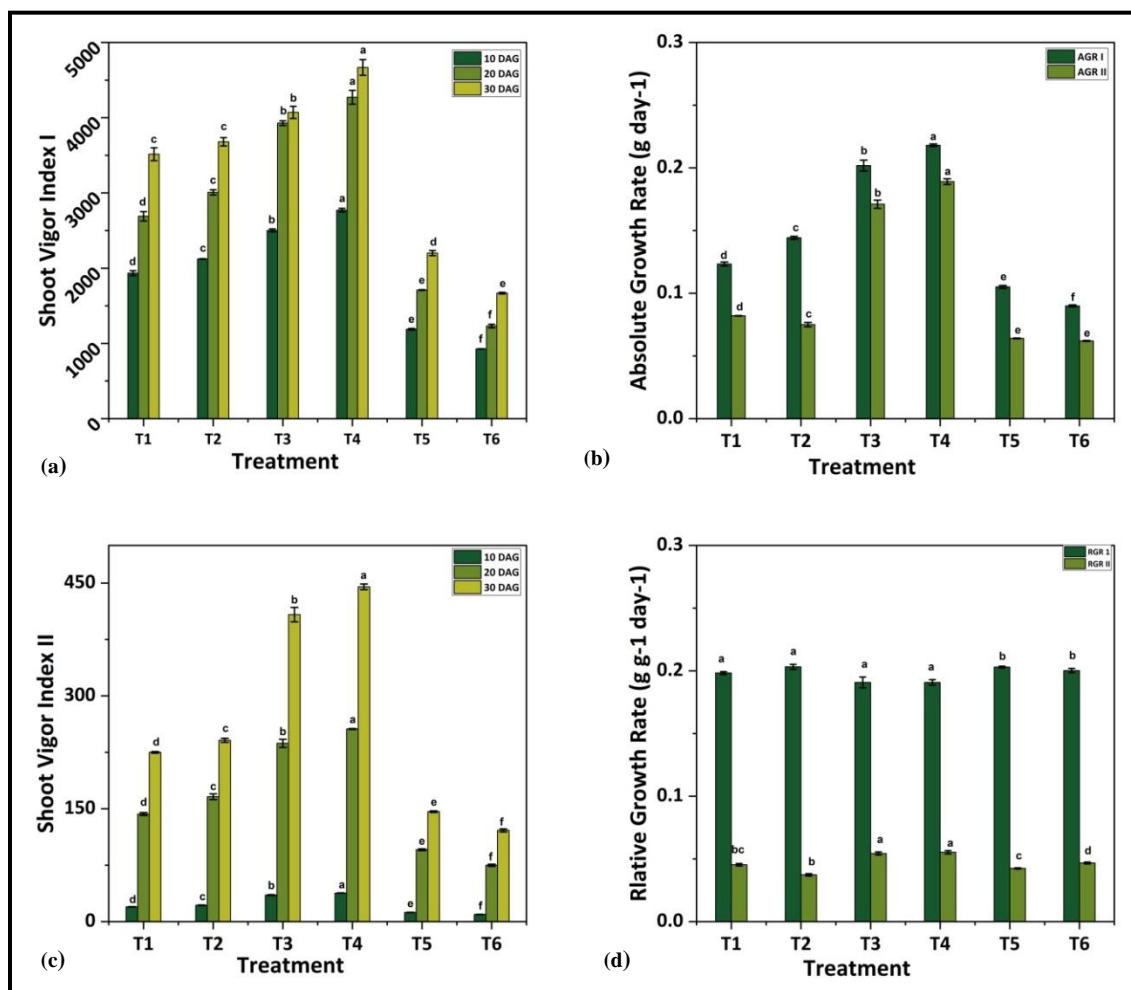 5000
4000
3000
2000
1000
0
Shoot Vigor Index I
10 DAG
20 DAG
30 DAG
d d c
c c c
b b b
a a a
e e d
f f e
T1 T2 T3 T4 T5 T6
Treatment
(a)
0.3
0.2
0.1
0.0
Absolute Growth Rate (g day-1)
AGR I
AGR II
d d
c c
b b
a a
e e
f e
T1 T2 T3 T4 T5 T6
Treatment
(b)
450
300
150
0
Shoot Vigor Index II
10 DAG
20 DAG
30 DAG
d d d
c c c
b b b
a a a
e e e
f f f
T1 T2 T3 T4 T5 T6
Treatment
(c)
0.3
0.2
0.1
0.0
Rlative Growth Rate (g g-1 day-1)
RGR 1
RGR II
a bc
a b
a a
a a
b c
b d
T1 T2 T3 T4 T5 T6
Treatment
(d)